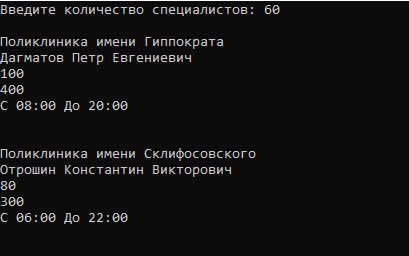 Введите количество специалистов: 60
Поликлиника имени Гиппократа
Дагматов Петр Евгениевич
100
400
С 08:00 До 20:00
Поликлиника имени Склифосовского
Отрошин Константин Викторович
80
300
С 06:00 До 22:00